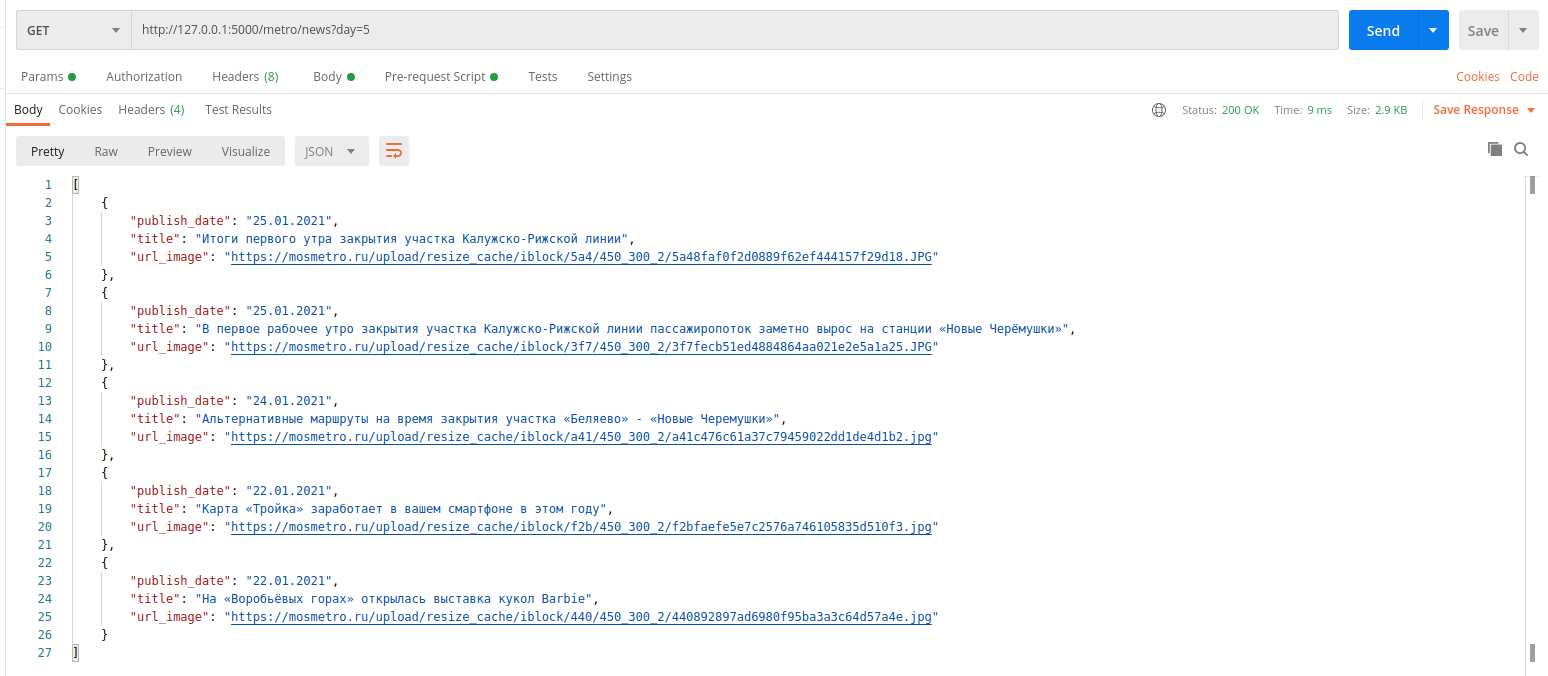 GET http://127.0.0.1:5000/metro/news?day=5 Send Save
Params Authorization Headers (8) Body Pre-request Script Tests Settings Cookies Code
Body Cookies Headers (4) Test Results Status: 200 OK Time: 9 ms Size: 2.9 KB Save Response
Pretty Raw Preview Visualize JSON
1 [
2 {
3 "publish_date": "25.01.2021",
4 "title": "Итоги первого утра закрытия участка Калужско-Рижской линии",
5 "url_image": "https://mosmetro.ru/upload/resize_cache/iblock/5a4/450_300_2/5a48faf0f2d0889f62ef444157f29d18.JPG"
6 },
7 {
8 "publish_date": "25.01.2021",
9 "title": "В первое рабочее утро закрытия участка Калужско-Рижской линии пассажиропоток заметно вырос на станции «Новые Черёмушки»",
10 "url_image": "https://mosmetro.ru/upload/resize_cache/iblock/3f7/450_300_2/3f7fecb51ed4884864aa021e2e5a1a25.JPG"
11 },
12 {
13 "publish_date": "24.01.2021",
14 "title": "Альтернативные маршруты на время закрытия участка «Беляево» - «Новые Черемушки»",
15 "url_image": "https://mosmetro.ru/upload/resize_cache/iblock/a41/450_300_2/a41c476c61a37c79459022dd1de4d1b2.jpg"
16 },
17 {
18 "publish_date": "22.01.2021",
19 "title": "Карта «Тройка» заработает в вашем смартфоне в этом году",
20 "url_image": "https://mosmetro.ru/upload/resize_cache/iblock/f2b/450_300_2/f2bfaefe5e7c2576a746105835d510f3.jpg"
21 },
22 {
23 "publish_date": "22.01.2021",
24 "title": "На «Воробьёвых горах» открылась выставка кукол Barbie",
25 "url_image": "https://mosmetro.ru/upload/resize_cache/iblock/440/450_300_2/440892897ad6980f95ba3a3c64d57a4e.jpg"
26 }
27 ]